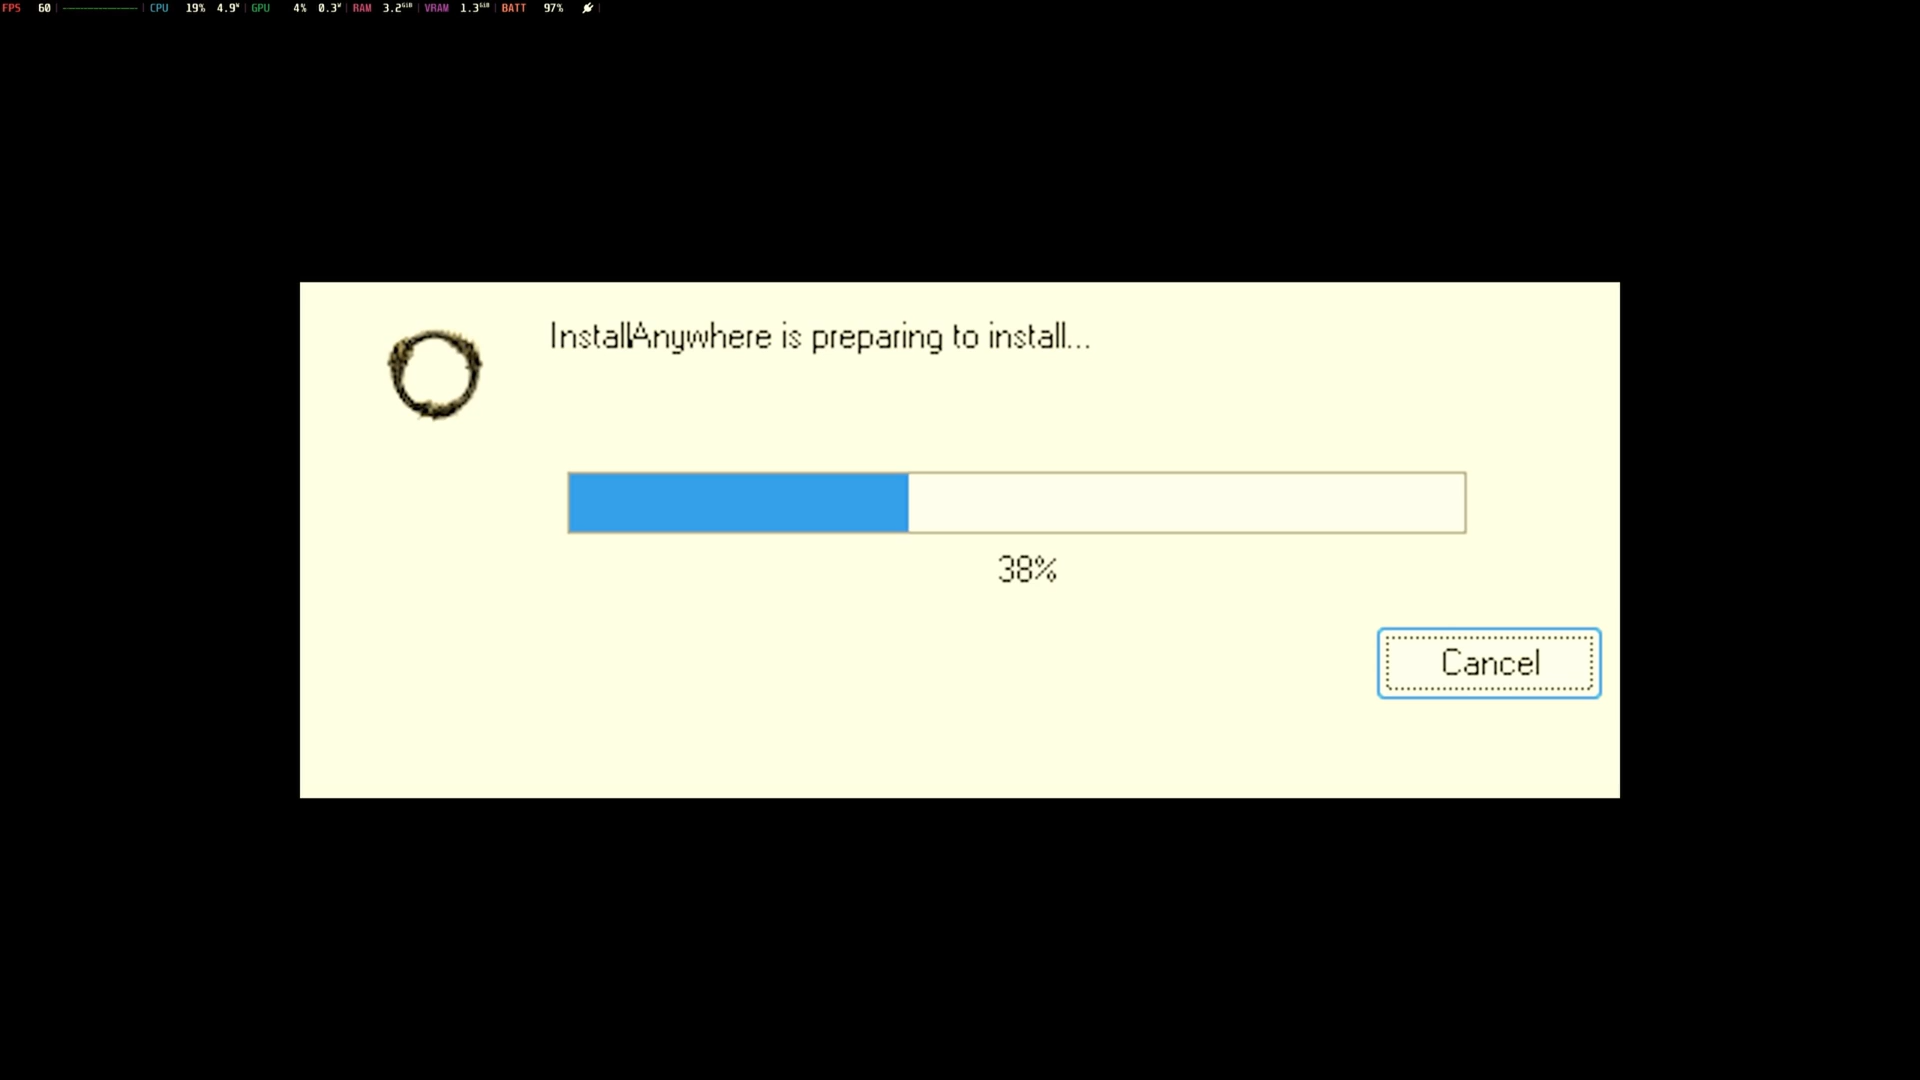 FPS 60 CPU 19% 4.9W GPU 4% 0.3W RAM 3.2GiB VRAM 1.3GiB BATT 97%
InstallAnywhere is preparing to install...
38%
Cancel